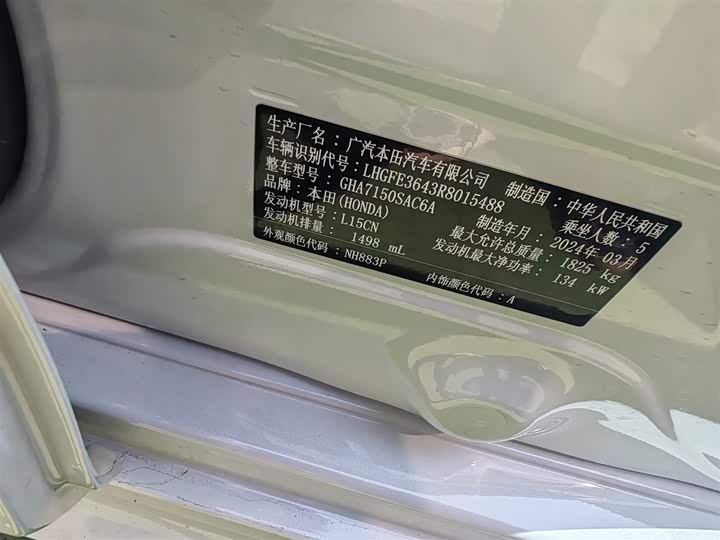 生产厂名：广汽本田汽车有限公司 制造国：中华人民共和国
车辆识别代号：LHGFE3643R8015488 乘坐人数：5
整车型号：GHA7150SAC6A 制造年月：2024年03月
品牌：本田(HONDA) 最大允许总质量：1825 kg
发动机型号：L15CN 发动机最大净功率：134 kW
发动机排量：1498 mL
外观颜色代码：NH883P 内饰颜色代码：A